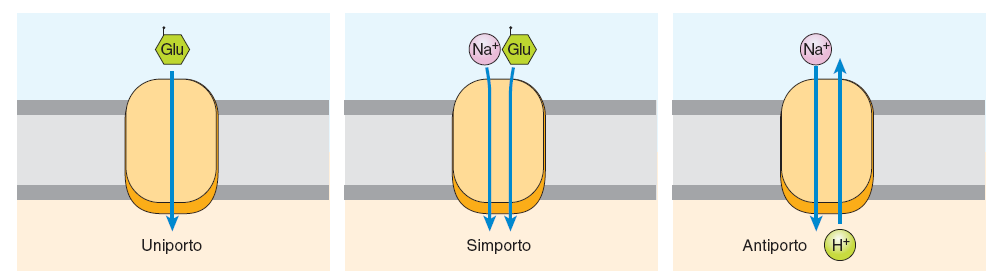 Glu
Uniporto
Na+ Glu
Simporto
Na+
Antiporto H+